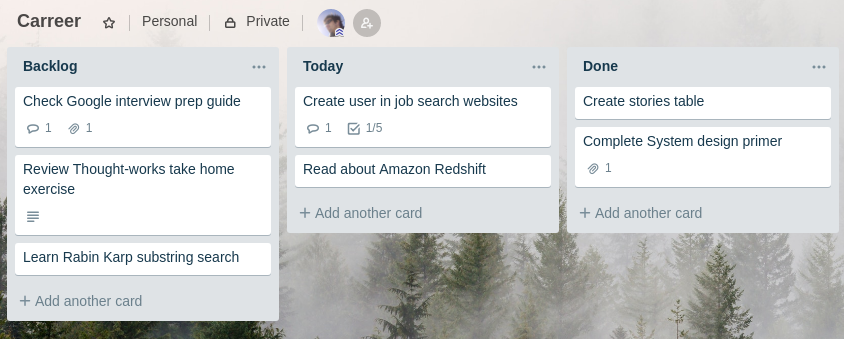 Carreer
Personal
Private
Backlog
Check Google interview prep guide
1
1
Review Thought-works take home
exercise
Learn Rabin Karp substring search
Add another card
Today
Create user in job search websites
1
1/5
Read about Amazon Redshift
Add another card
Done
Create stories table
Complete System design primer
1
Add another card